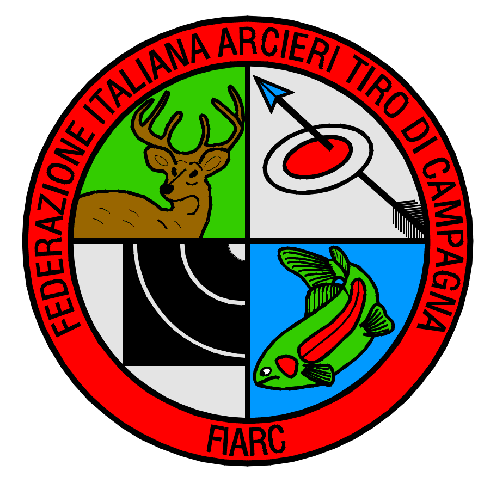 FEDERAZIONE ITALIANA ARCIERI TIRO DI CAMPAGNA
FIARC